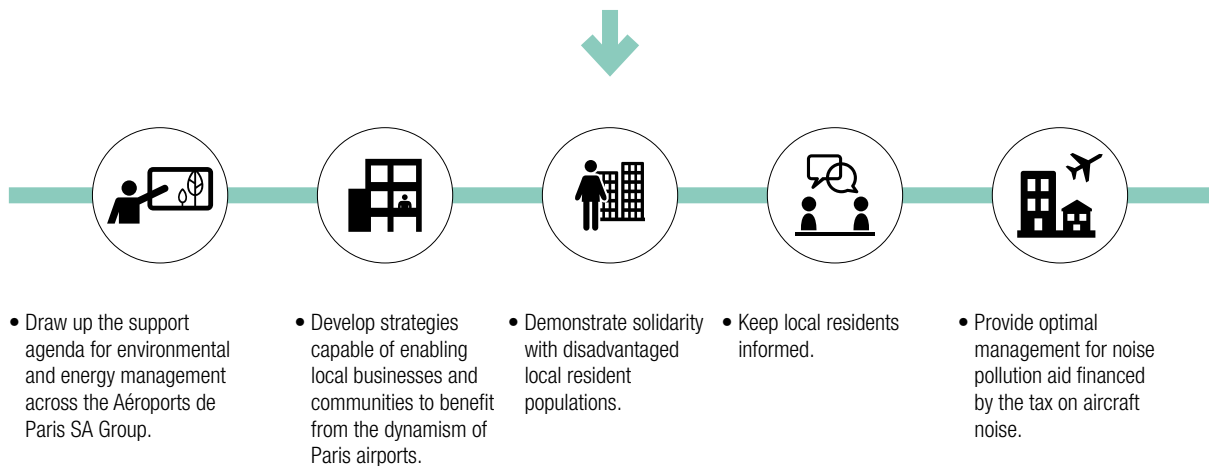 • Draw up the support
agenda for environmental
and energy management
across the Aéroports de
Paris SA Group.
• Develop strategies
capable of enabling
local businesses and
communities to benefit
from the dynamism of
Paris airports.
• Demonstrate solidarity
with disadvantaged
local resident
populations.
• Keep local residents
informed.
• Provide optimal
management for noise
pollution aid financed
by the tax on aircraft
noise.